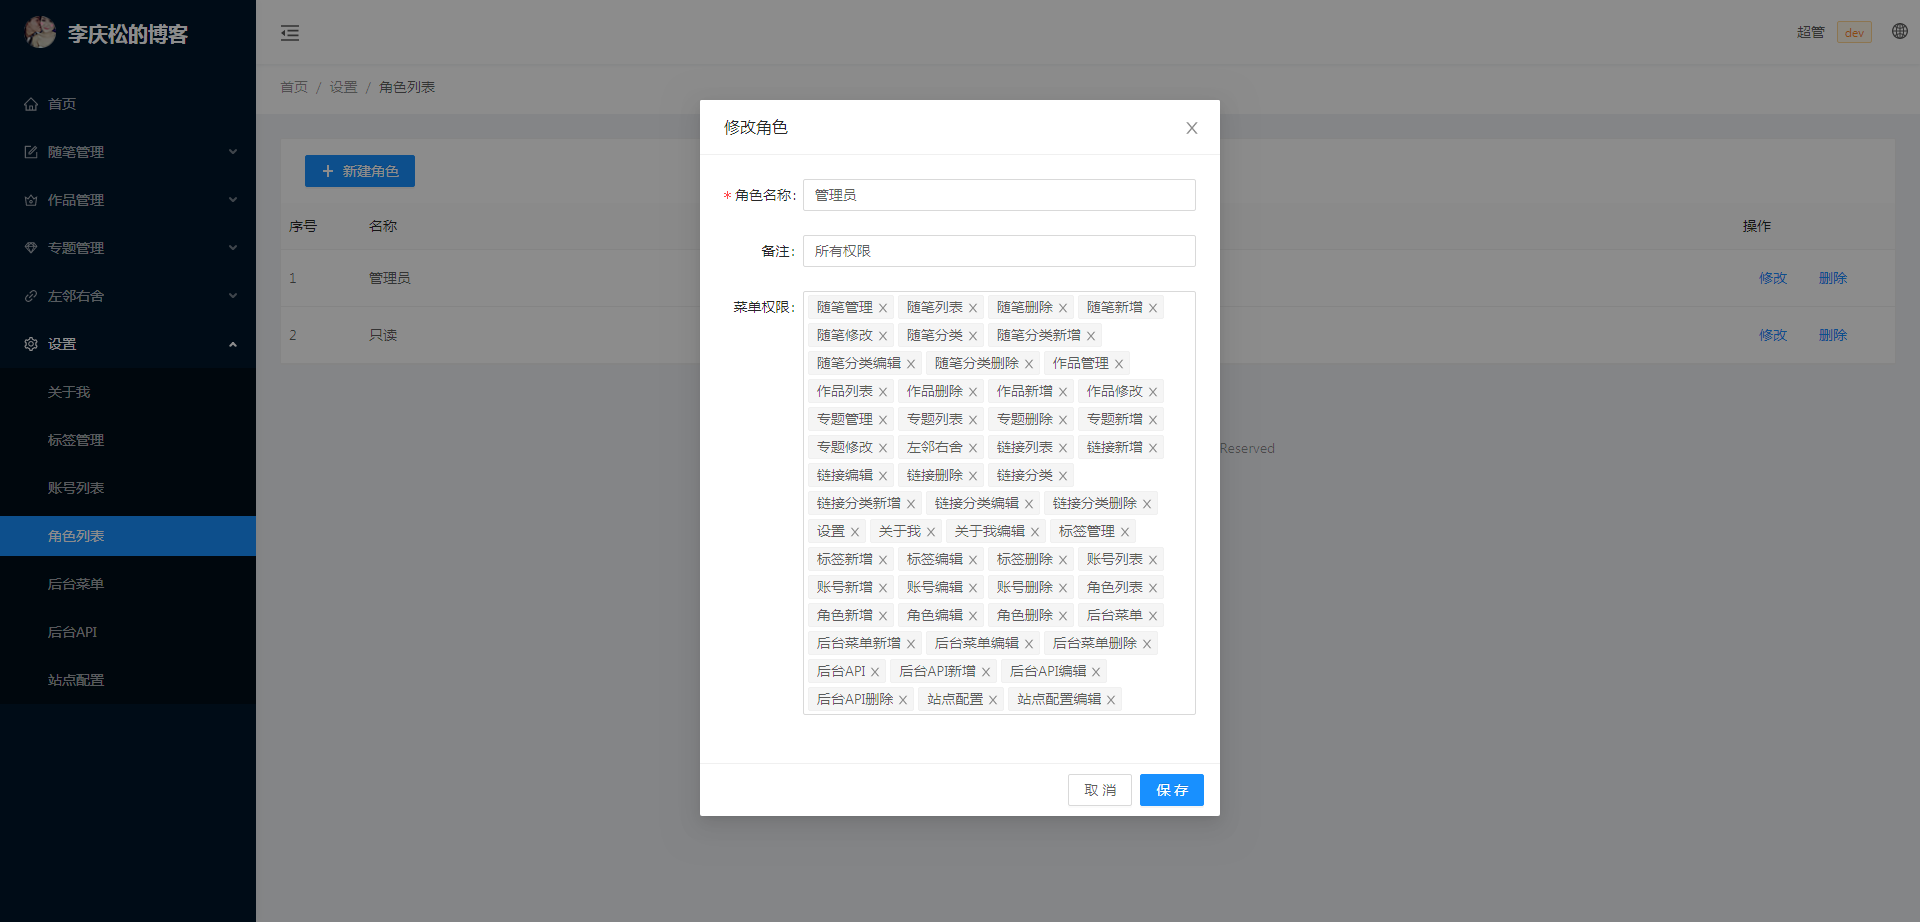 李庆松的博客
首页
随笔管理
作品管理
专题管理
左邻右舍
设置
关于我
标签管理
账号列表
角色列表
后台菜单
后台API
站点配置
超管 dev
首页 / 设置 / 角色列表
新建角色
序号 名称 操作
1 管理员 修改 删除
2 只读 修改 删除
Reserved
修改角色
* 角色名称: 管理员
备注: 所有权限
菜单权限: 随笔管理 随笔列表 随笔删除 随笔新增
随笔修改 随笔分类 随笔分类新增
随笔分类编辑 随笔分类删除 作品管理
作品列表 作品删除 作品新增 作品修改
专题管理 专题列表 专题删除 专题新增
专题修改 左邻右舍 链接列表 链接新增
链接编辑 链接删除 链接分类
链接分类新增 链接分类编辑 链接分类删除
设置 关于我 关于我编辑 标签管理
标签新增 标签编辑 标签删除 账号列表
账号新增 账号编辑 账号删除 角色列表
角色新增 角色编辑 角色删除 后台菜单
后台菜单新增 后台菜单编辑 后台菜单删除
后台API 后台API新增 后台API编辑
后台API删除 站点配置 站点配置编辑
取 消 保 存